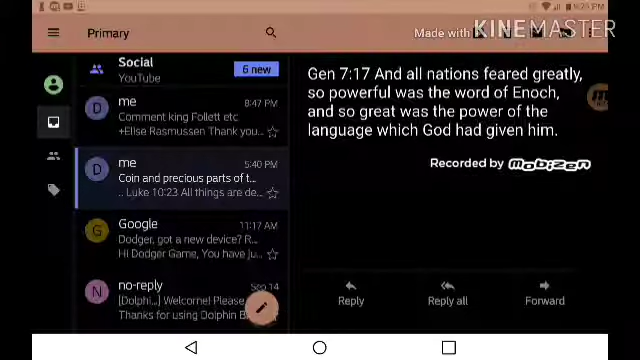 Primary
Made with
KINEMASTER
Social
YouTube
6 new
D
me
8:47 PM
Comment king Follett etc
+Elise Rasmussen Thank you...
D
me
5:40 PM
Coin and precious parts of t...
.. Luke 10:23 All things are de...
G
Google
11:17 AM
Dodger, got a new device? R...
Hi Dodger Game, You have ju...
N
no-reply
Sep 14
[Dolphi...] Welcome! Please
Thanks for using Dolphin B...
Gen 7:17 And all nations feared greatly,
so powerful was the word of Enoch,
and so great was the power of the
language which God had given him.
Recorded by mobizen
Reply
Reply all
Forward